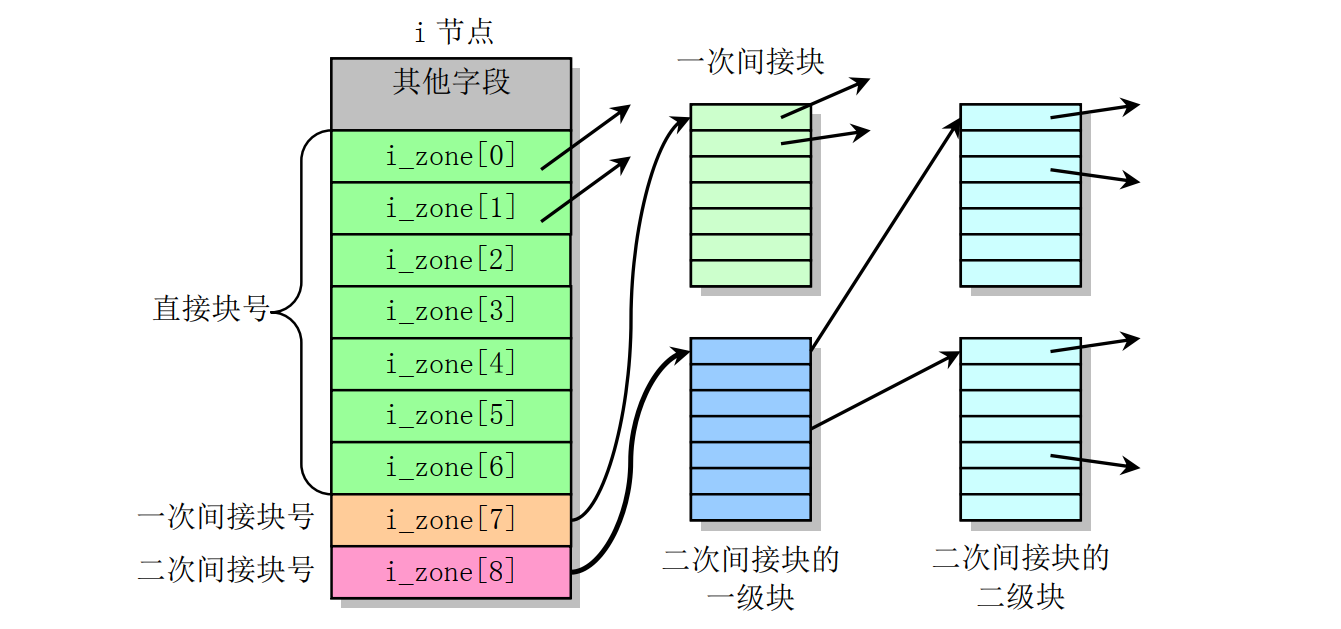 i 节点
其他字段
一次间接块
i_zone[0]
i_zone[1]
i_zone[2]
直接块号
i_zone[3]
i_zone[4]
i_zone[5]
i_zone[6]
一次间接块号
i_zone[7]
二次间接块号
i_zone[8]
二次间接块的
一级块
二次间接块的
二级块